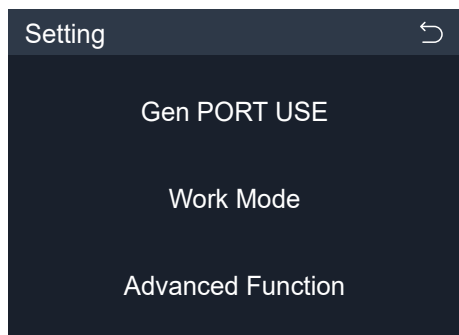 Setting
Gen PORT USE
Work Mode
Advanced Function